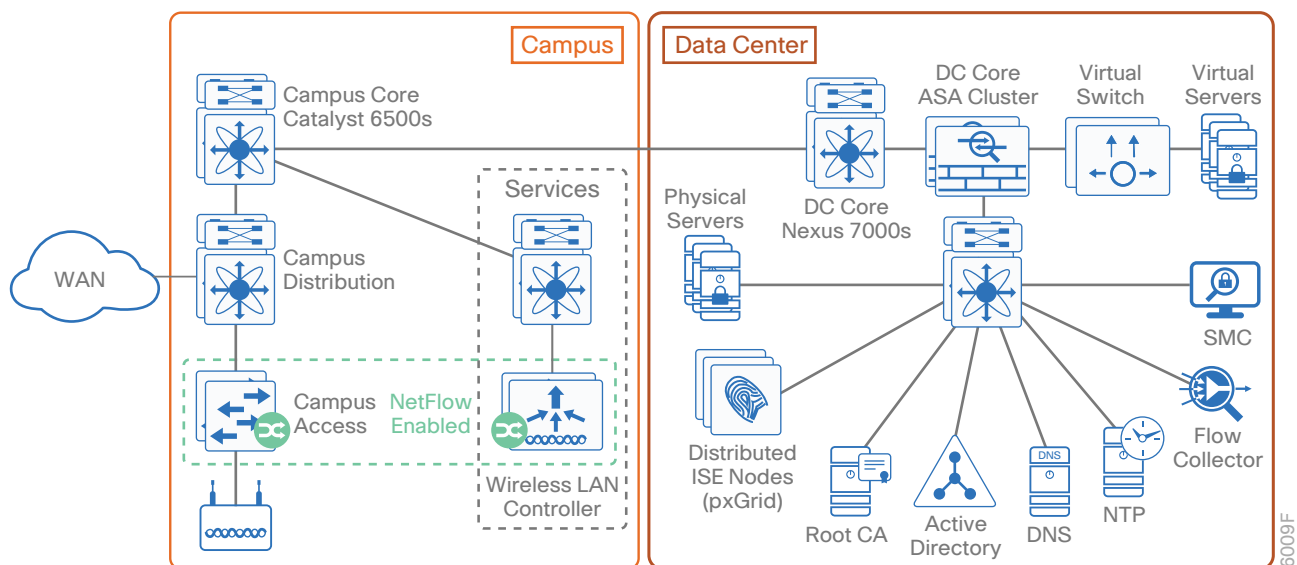 Campus
Data Center
Campus Core
Catalyst 6500s
DC Core
ASA Cluster
Virtual
Switch
Virtual
Servers
Services
Physical
Servers
DC Core
Nexus 7000s
WAN
Campus
Distribution
SMC
Campus
Access
NetFlow
Enabled
Wireless LAN
Controller
Distributed
ISE Nodes
(pxGrid)
Root CA
Active
Directory
DNS
DNS
NTP
Flow
Collector
6009F